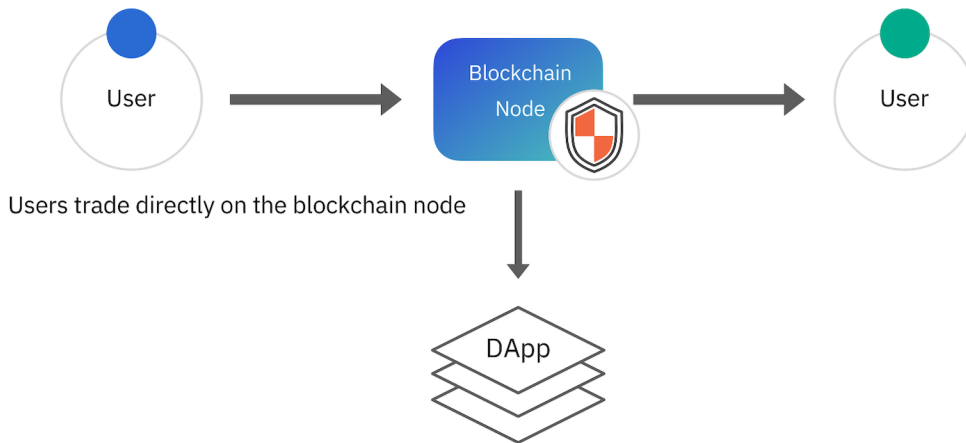 User
Blockchain
Node
User
Users trade directly on the blockchain node
DApp